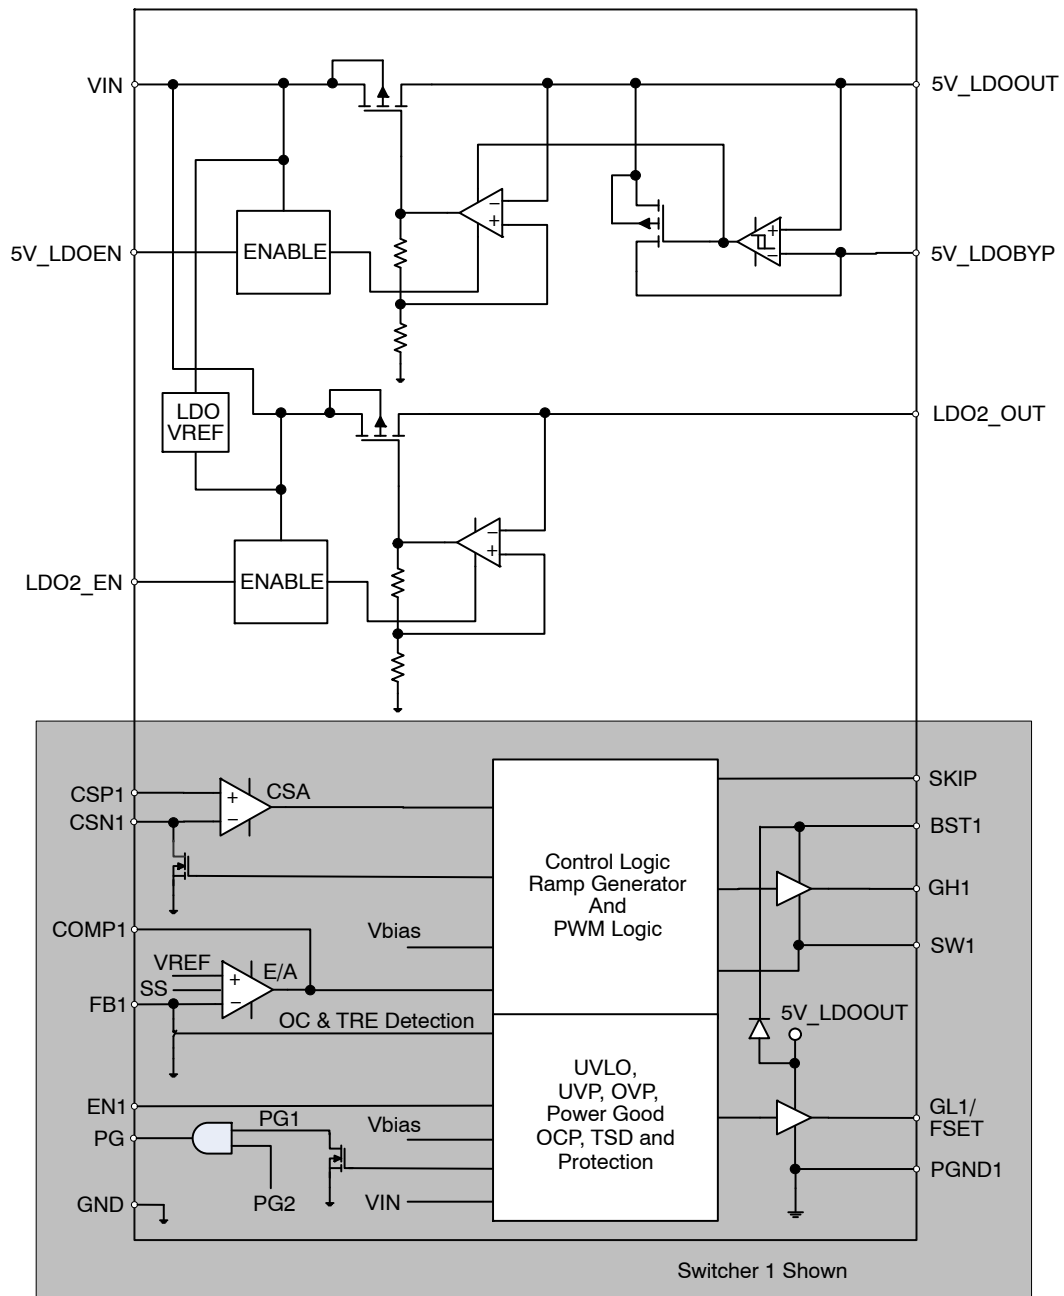 VIN
5V_LDOOUT
5V_LDOEN
ENABLE
−
+
+
−
5V_LDOBYP
LDO
VREF
LDO2_OUT
LDO2_EN
ENABLE
−
+
CSP1
CSN1
+
−
CSA
COMP1
VREF
SS
FB1
+
−
E/A
Vbias
OC & TRE Detection
Control Logic
Ramp Generator
And
PWM Logic
SKIP
BST1
GH1
SW1
5V_LDOOUT
EN1
PG
PG1
PG2
GND
Vbias
VIN
UVLO,
UVP, OVP,
Power Good
OCP, TSD and
Protection
GL1/
FSET
PGND1
Switcher 1 Shown